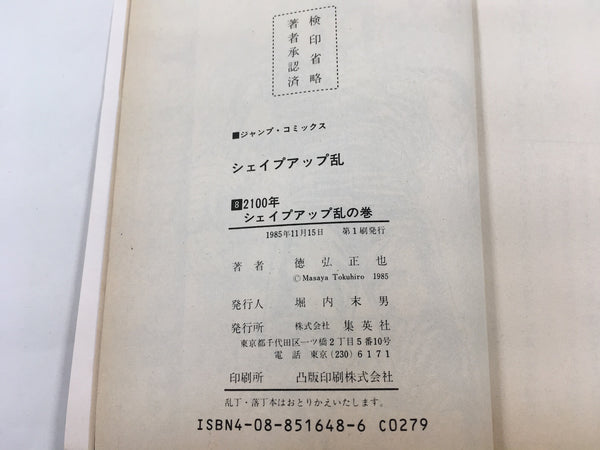 検印省略
著者承認済
■ジャンプ・コミックス
シェイプアップ乱
8 2100年
シェイプアップ乱の巻
1985年11月15日 第1刷発行
著者 徳弘正也
©Masaya Tokuhiro 1985
発行人 堀内末男
発行所 株式会社 集英社
東京都千代田区一ツ橋2丁目5番10号
電話 東京(230)6171
印刷所 凸版印刷株式会社
乱丁・落丁本はおとりかえいたします。
ISBN4-08-851648-6 C0279